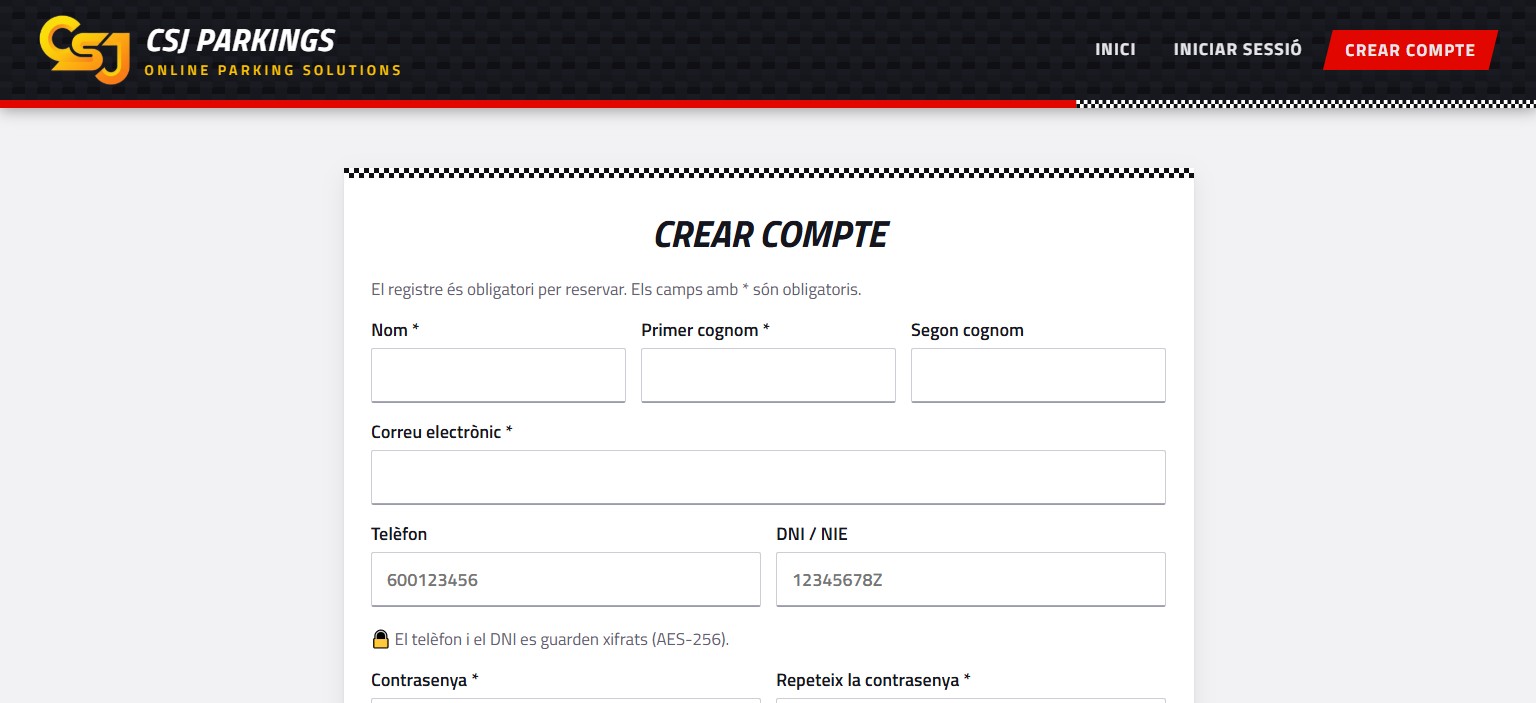 CSJ
CSJ PARKINGS
ONLINE PARKING SOLUTIONS
INICI
INICIAR SESSIÓ
CREAR COMPTE
CREAR COMPTE
El registre és obligatori per reservar. Els camps amb * són obligatoris.
Nom *
Primer cognom *
Segon cognom
Correu electrònic *
Telèfon
DNI / NIE
600123456
12345678Z
El telèfon i el DNI es guarden xifrats (AES-256).
Contrasenya *
Repeteix la contrasenya *